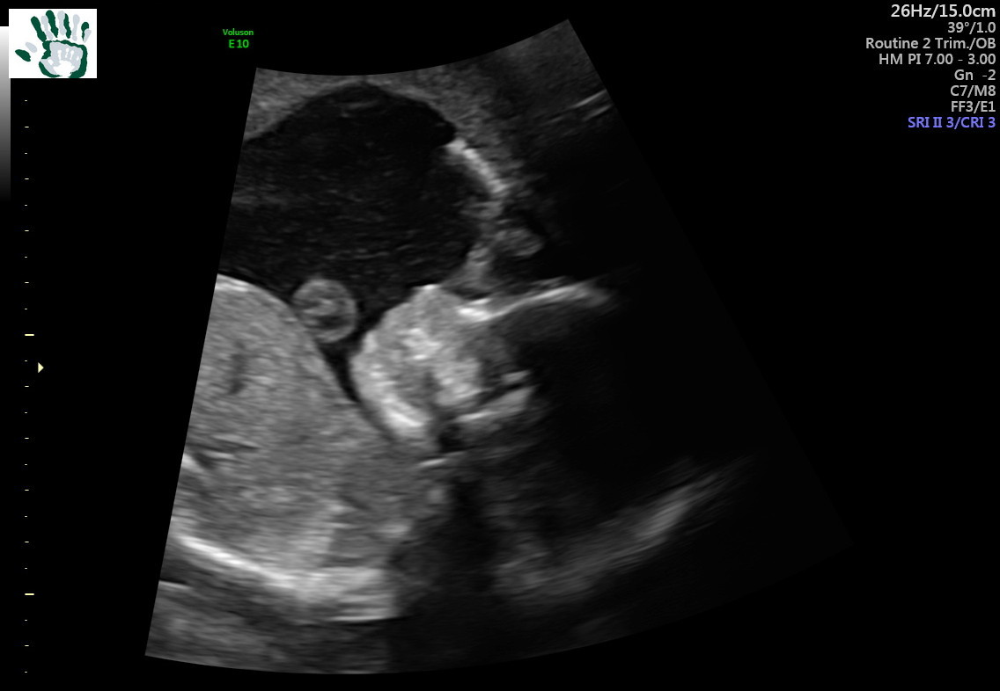 Voluson
E10
26Hz/15.0cm
39°/1.0
Routine 2 Trim./OB
HM PI 7.00 - 3.00
Gn -2
C7/M8
FF3/E1
SRI II 3/CRI 3